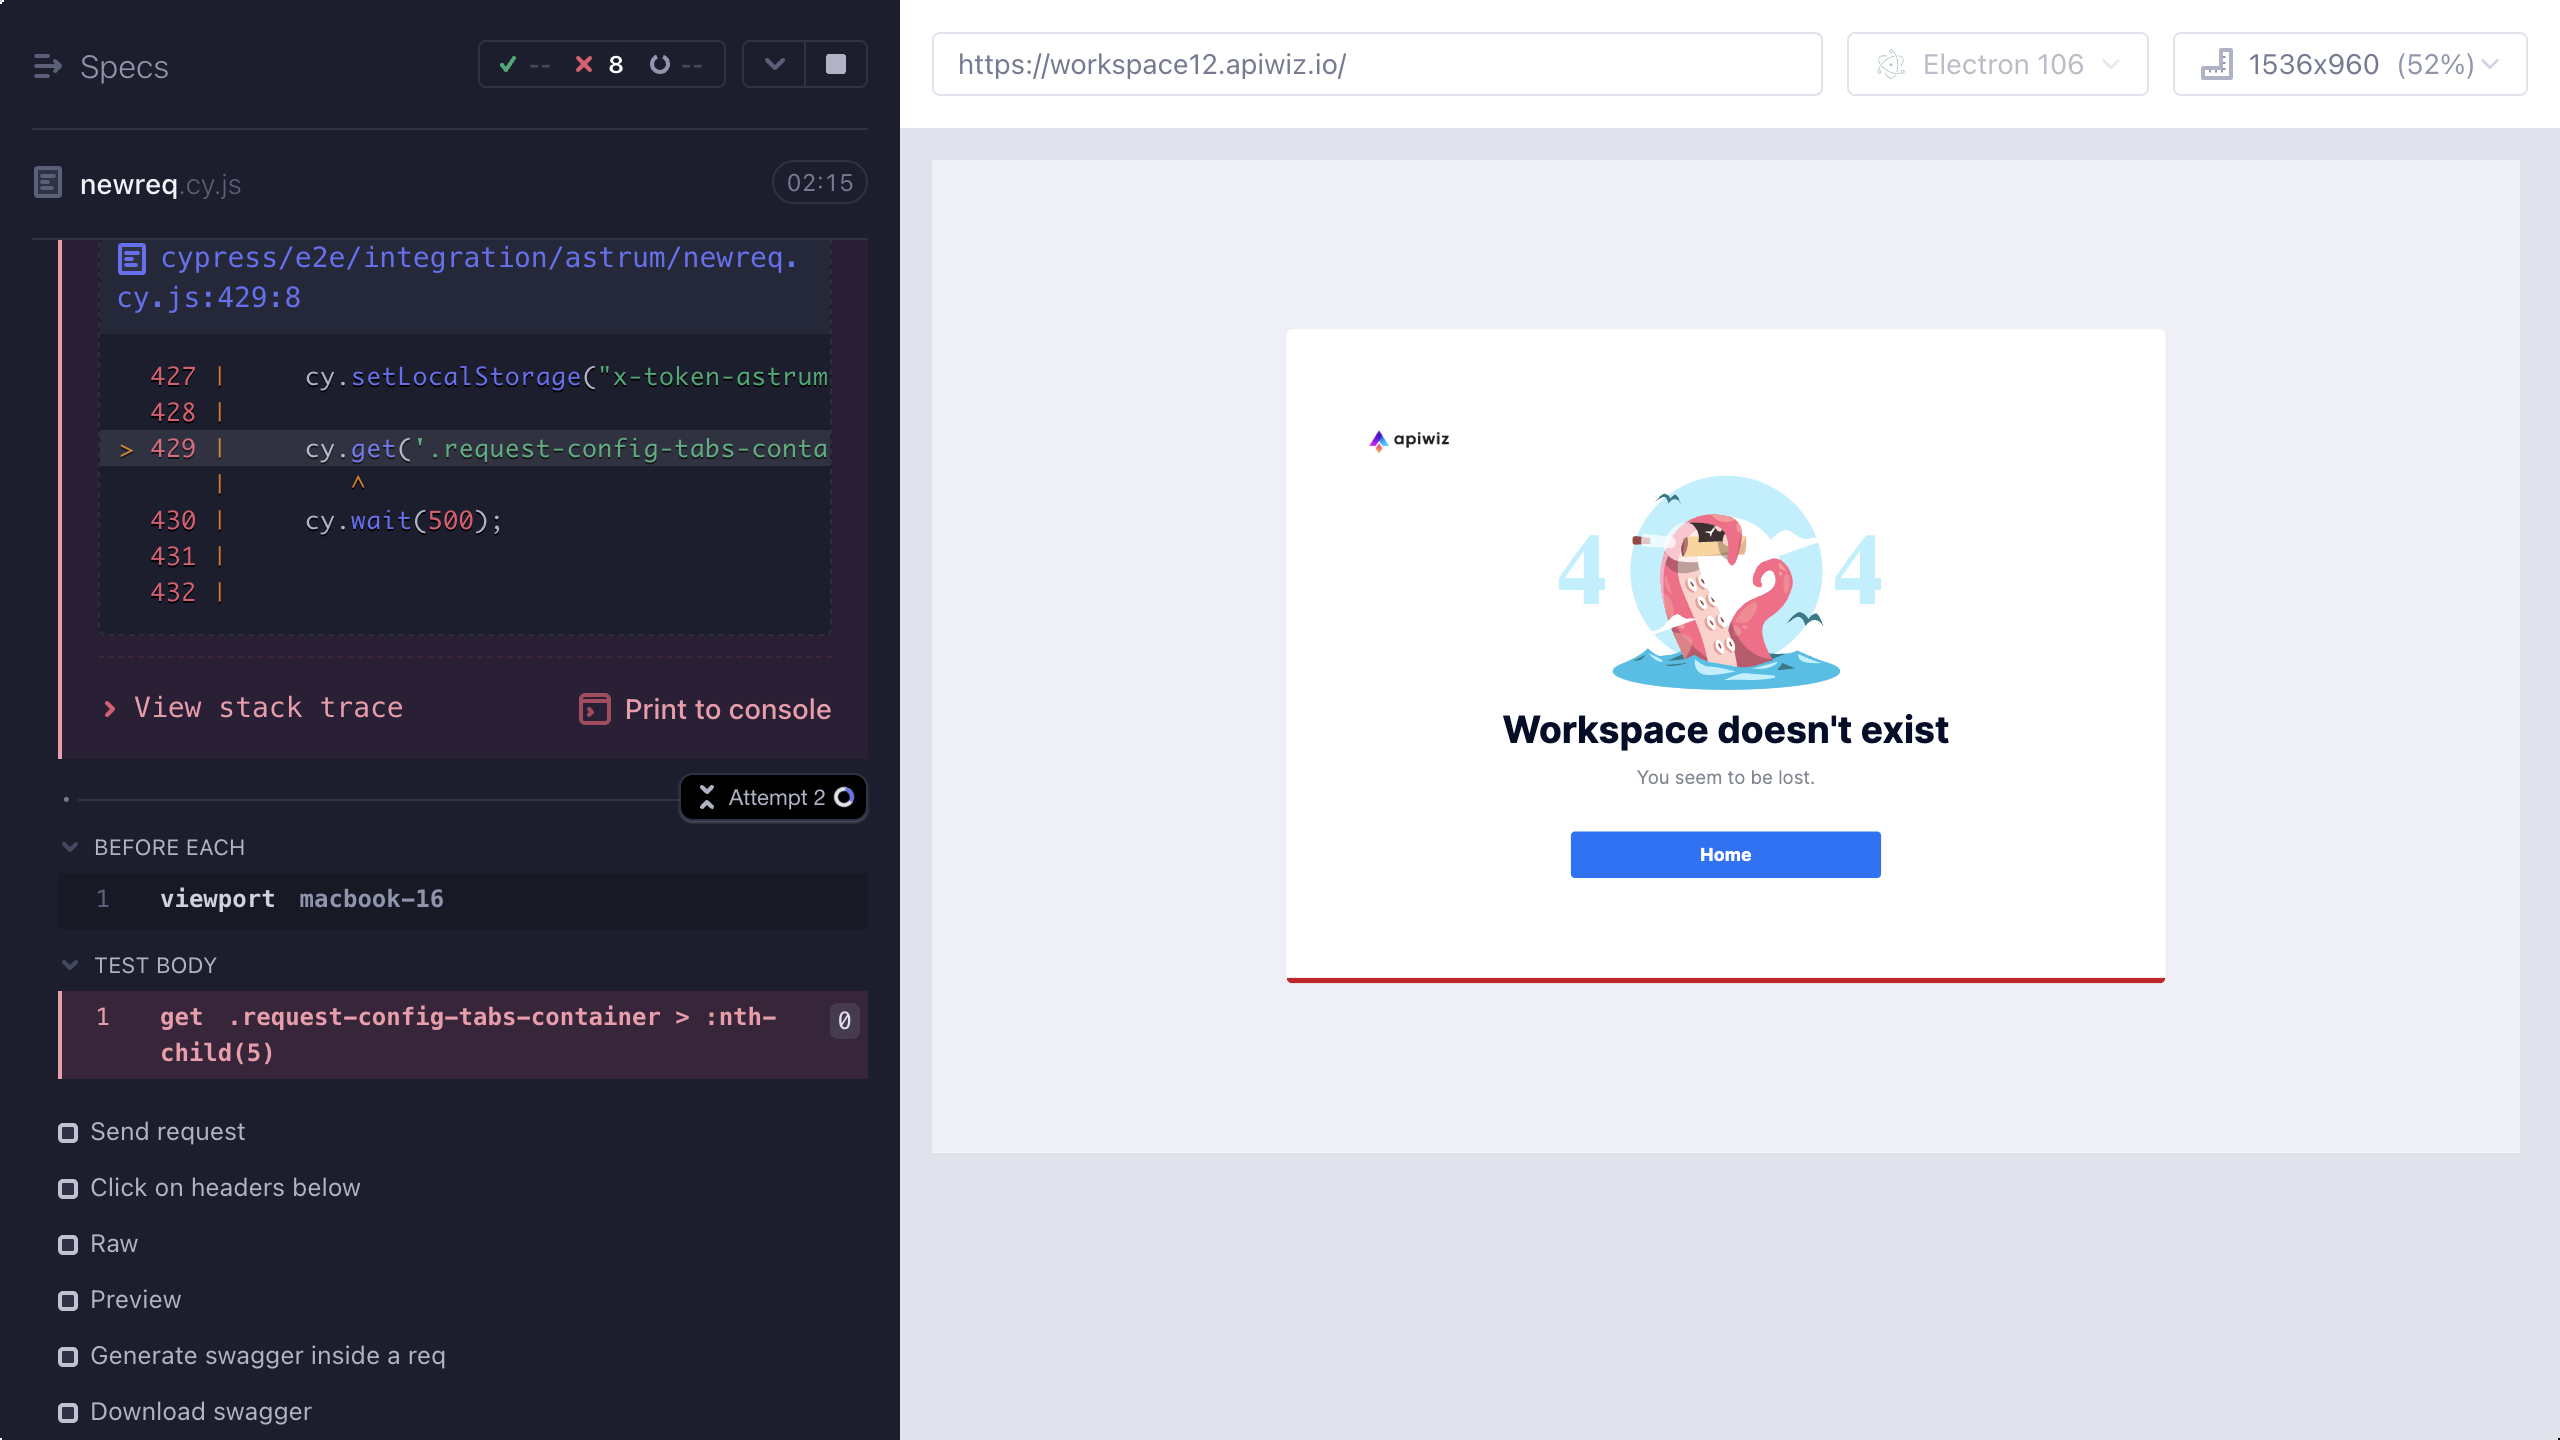 Specs
-- 8 --
newreq.cy.js
02:15
cypress/e2e/integration/astrum/newreq.
cy.js:429:8
427 | cy.setLocalStorage("x-token-astrum
428 |
> 429 | cy.get('.request-config-tabs-conta
| ^
430 | cy.wait(500);
431 |
432 |
View stack trace
Print to console
Attempt 2
BEFORE EACH
1 viewport macbook-16
TEST BODY
1 get .request-config-tabs-container > :nth-
child(5)
0
Send request
Click on headers below
Raw
Preview
Generate swagger inside a req
Download swagger
https://workspace12.apiwiz.io/
Electron 106
1536x960 (52%)
apiwiz
4 4
Workspace doesn't exist
You seem to be lost.
Home